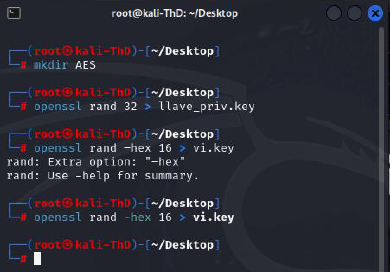 root@kali-ThD: ~/Desktop
┌──(root㉿kali-ThD)-[~/Desktop]
└─# mkdir AES
┌──(root㉿kali-ThD)-[~/Desktop]
└─# openssl rand 32 > llave_priv.key
┌──(root㉿kali-ThD)-[~/Desktop]
└─# openssl rand —hex 16 > vi.key
rand: Extra option: "—hex"
rand: Use -help for summary.
┌──(root㉿kali-ThD)-[~/Desktop]
└─# openssl rand -hex 16 > vi.key
┌──(root㉿kali-ThD)-[~/Desktop]
└─#